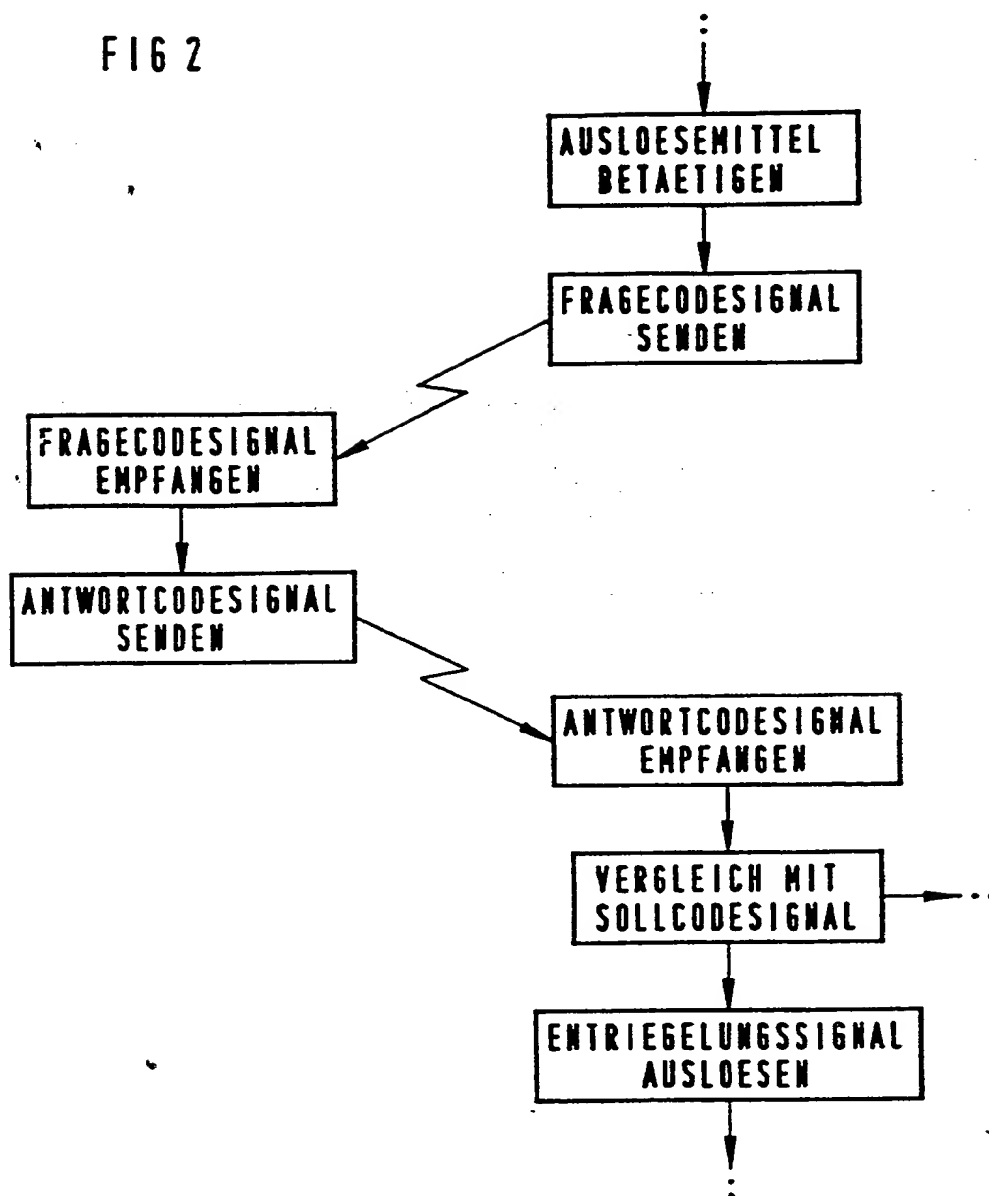 FIG 2
AUSLOESEMITTEL
BETAETIGEN
FRAGECODESIGNAL
SENDEN
FRAGECODESIGNAL
EMPFANGEN
ANTWORTCODESIGNAL
SENDEN
ANTWORTCODESIGNAL
EMPFANGEN
VERGLEICH MIT
SOLLCODESIGNAL
ENTRIEGELUNGSSIGNAL
AUSLOESEN